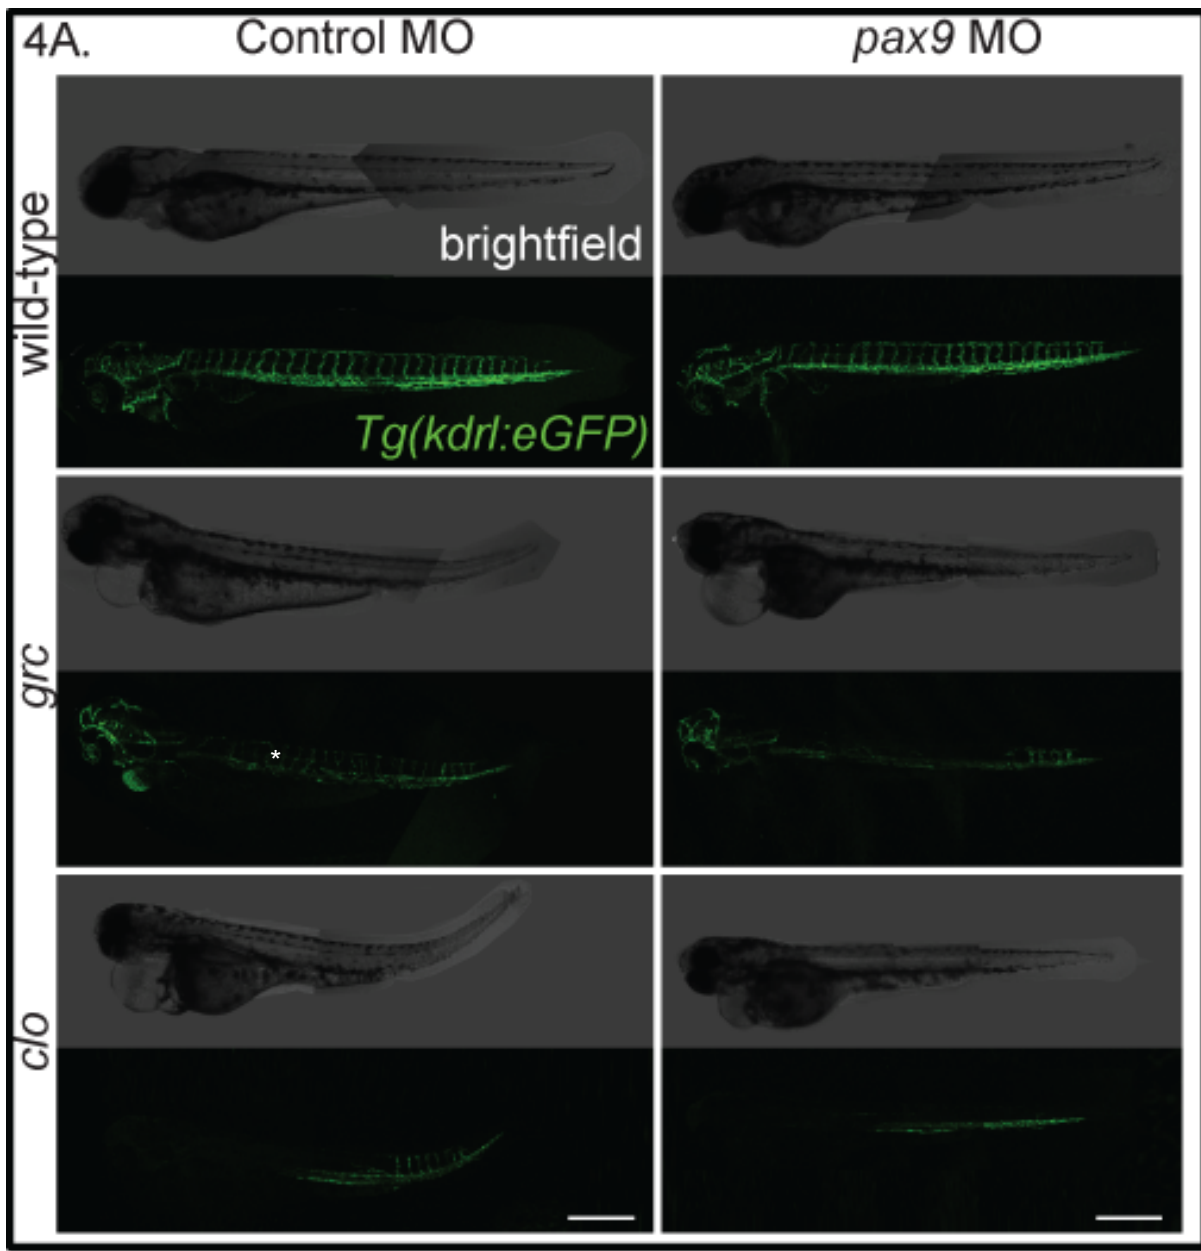 4A.
Control MO
pax9 MO
wild-type
brightfield
Tg(kdrl:eGFP)
grc
*
clo